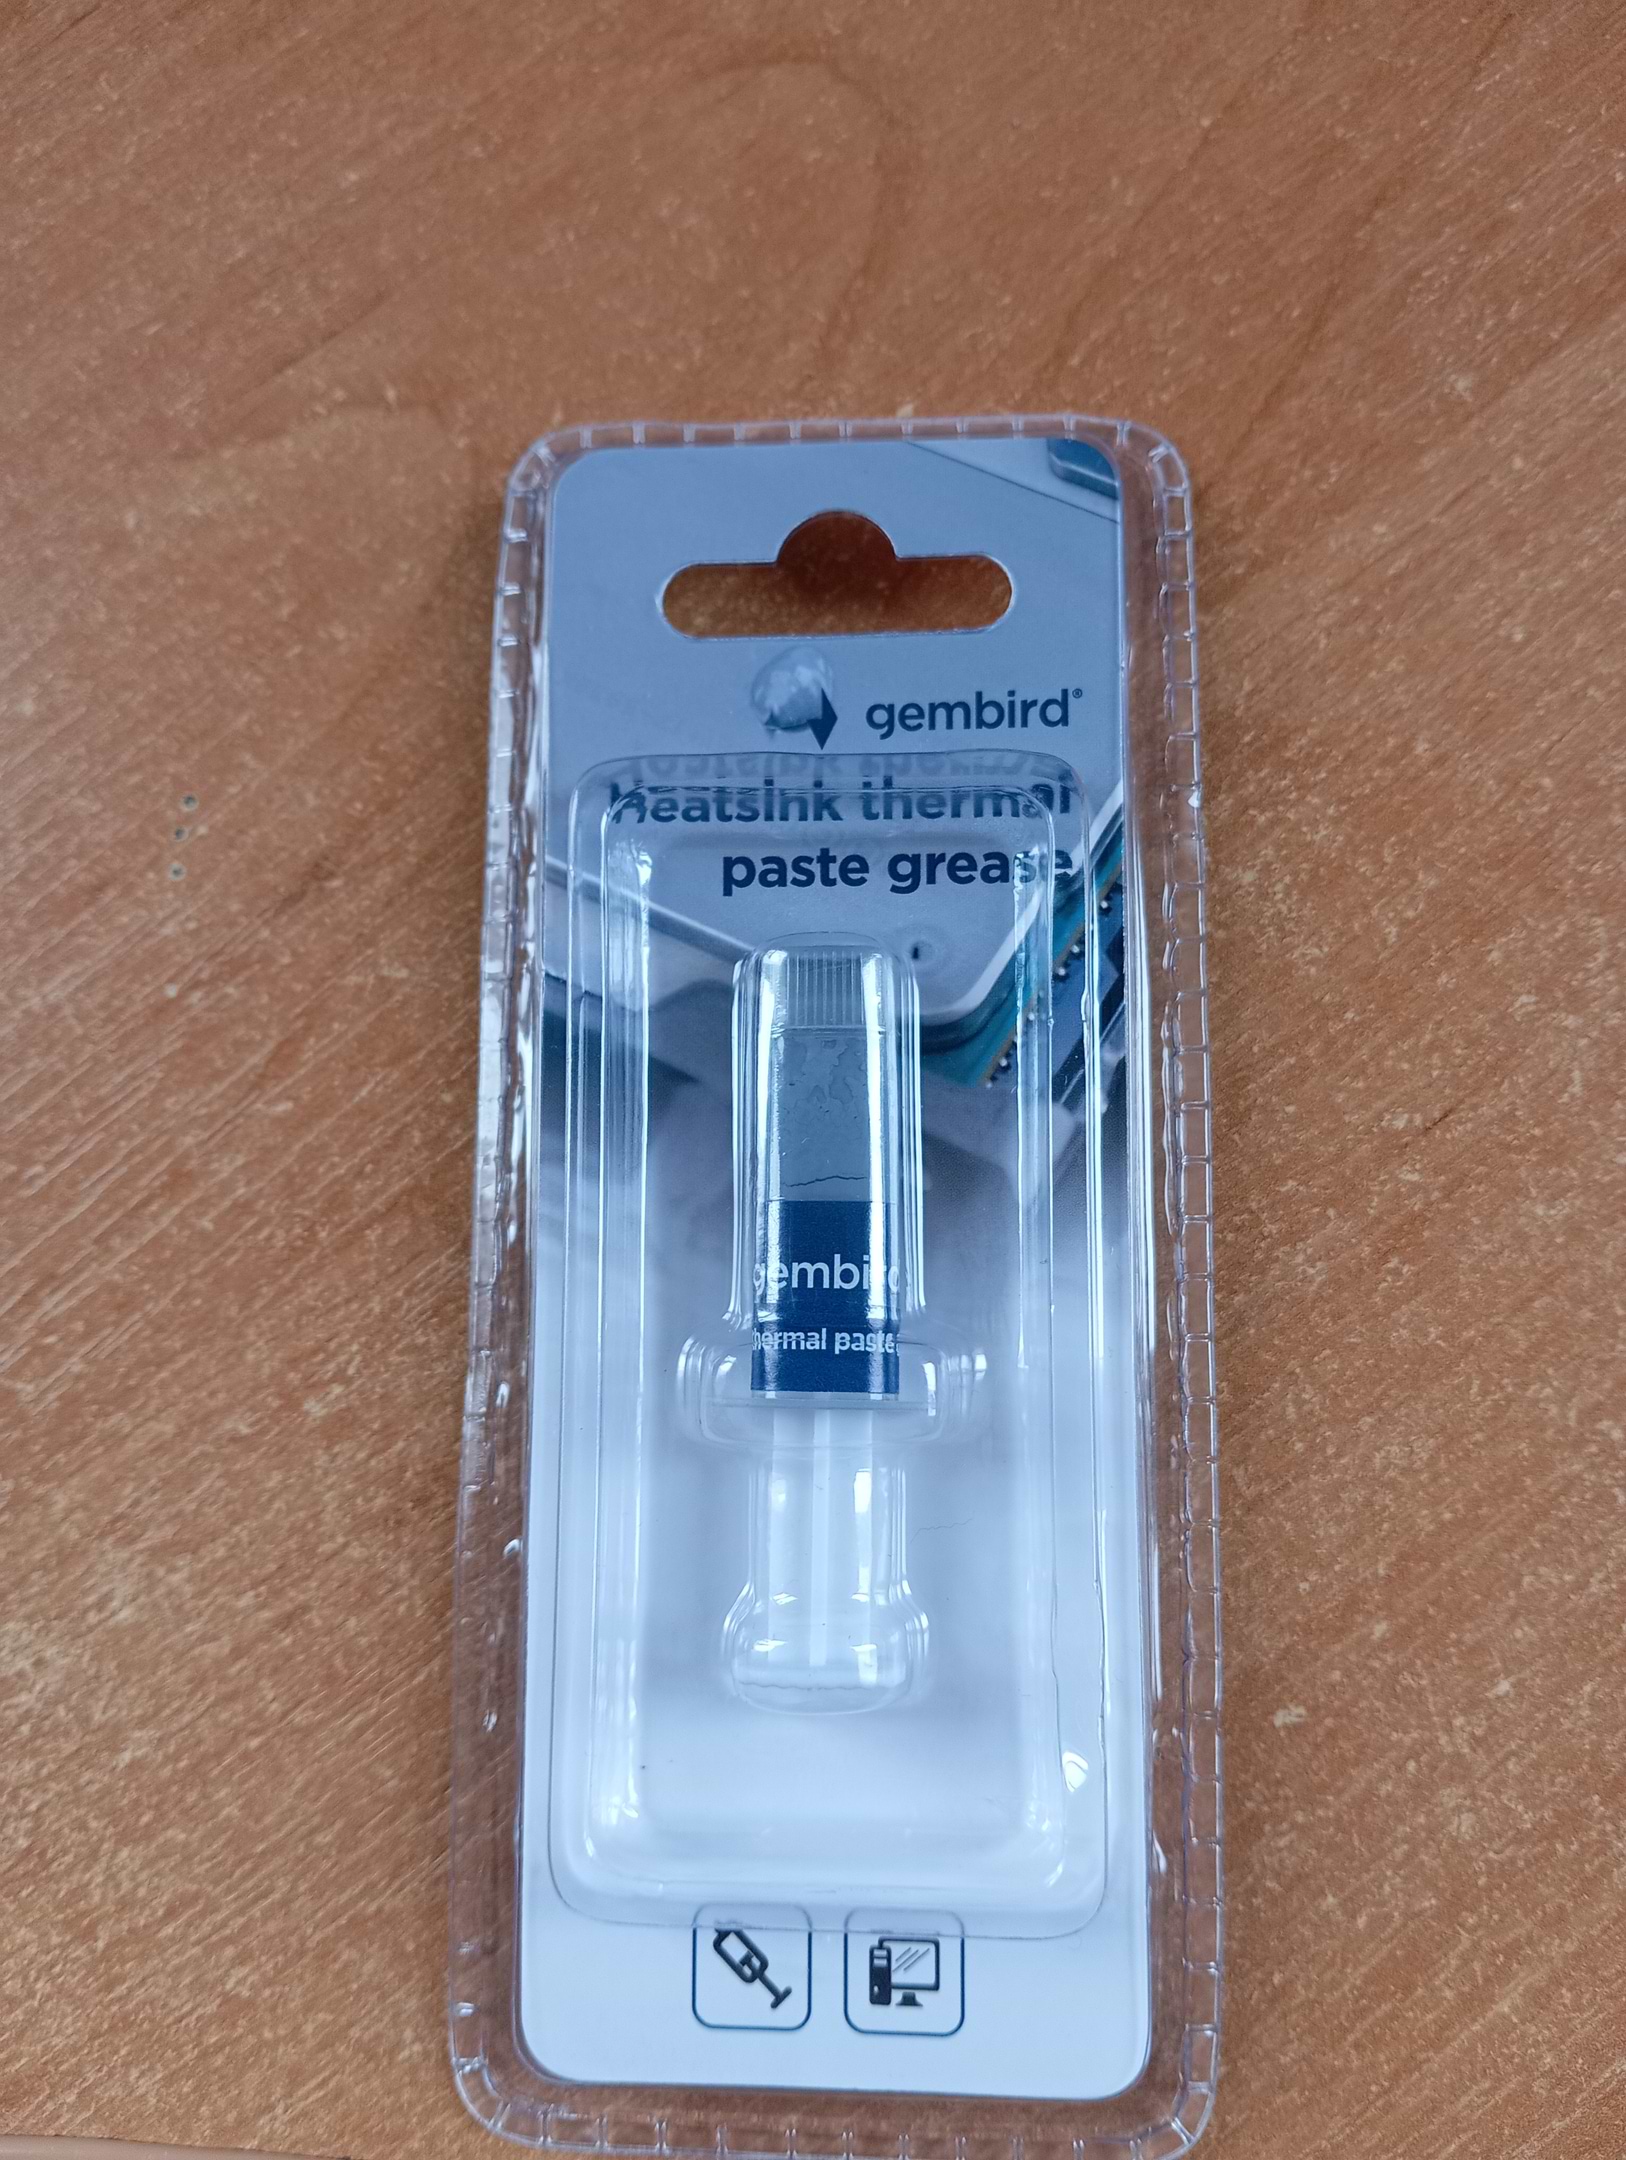 gembird®
Heatsink thermal
paste grease
gembird
thermal paste